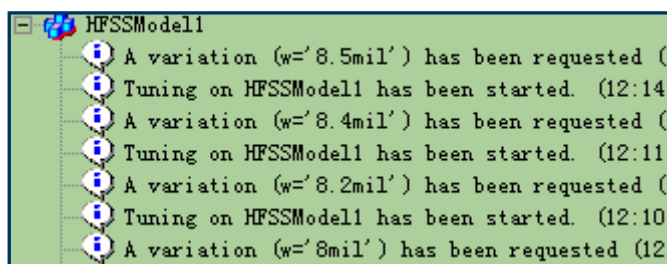 HFSSModel1
A variation (w='8.5mil') has been requested (
Tuning on HFSSModel1 has been started. (12:14
A variation (w='8.4mil') has been requested (
Tuning on HFSSModel1 has been started. (12:11
A variation (w='8.2mil') has been requested (
Tuning on HFSSModel1 has been started. (12:10
A variation (w='8mil') has been requested (12